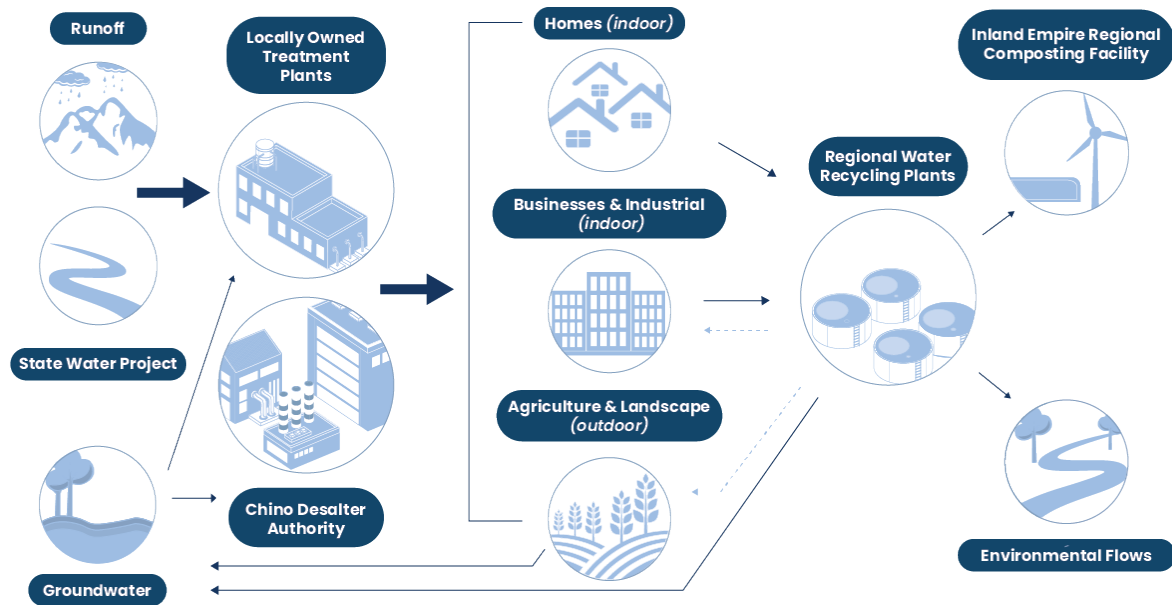 Runoff
State Water Project
Groundwater
Locally Owned
Treatment
Plants
Chino Desalter
Authority
Homes (indoor)
Businesses & Industrial
(indoor)
Agriculture & Landscape
(outdoor)
Regional Water
Recycling Plants
Inland Empire Regional
Composting Facility
Environmental Flows